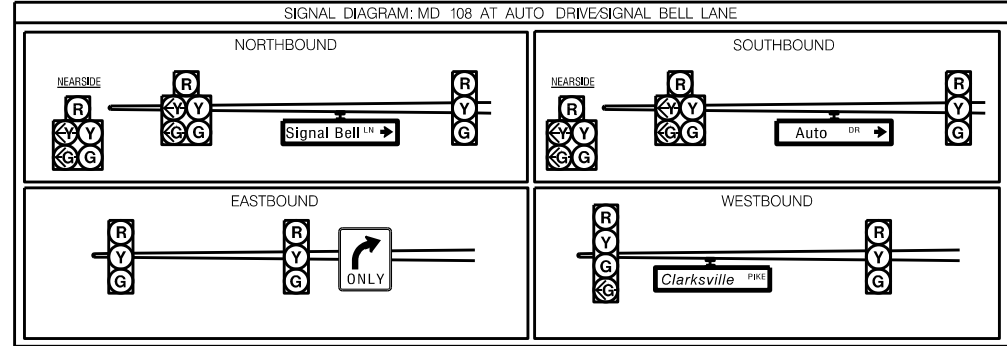 SIGNAL DIAGRAM: MD 108 AT AUTO DRIVE/SIGNAL BELL LANE
NORTHBOUND
NEARSIDE
R
Y Y
G G
R
Y Y
G G
Signal Bell LN
R
Y
G
SOUTHBOUND
NEARSIDE
R
Y Y
G G
R
Y Y
G G
Auto DR
R
Y
G
EASTBOUND
R
Y
G
R
Y
G
ONLY
WESTBOUND
R
Y
G
G
Clarksville PIKE
R
Y
G